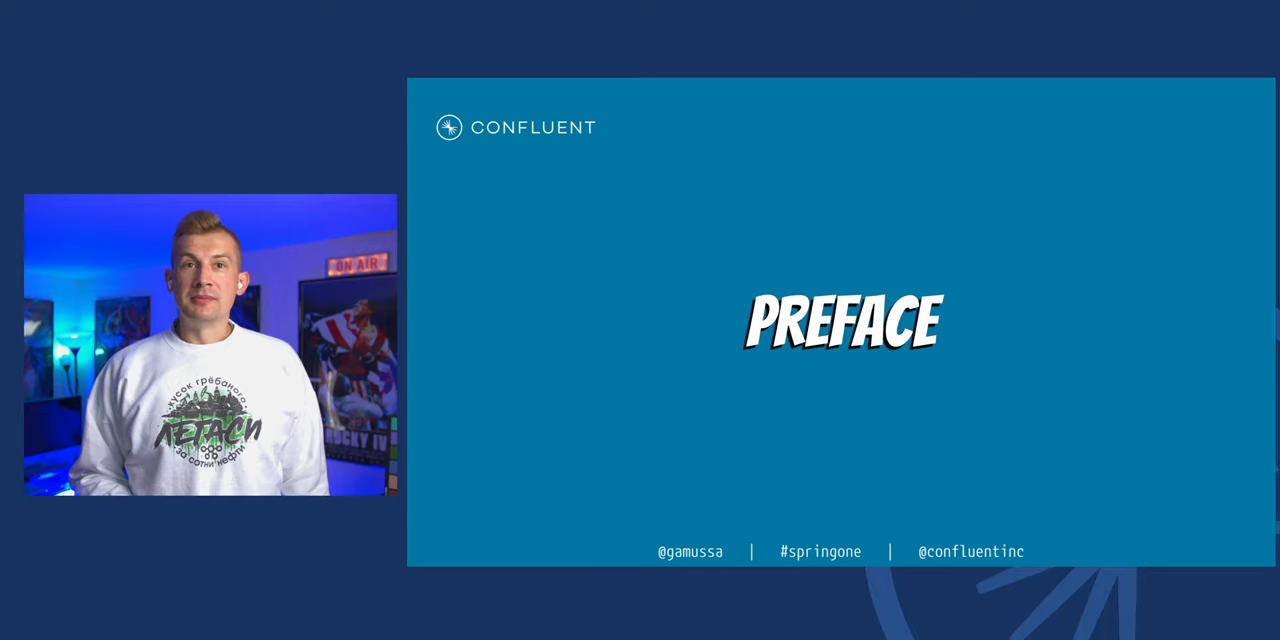 CONFLUENT
PREFACE
@gamussa | #springone | @confluentinc
ON AIR
ROCKY IV
кусок грёбаного
ЛЕГАСИ
за сотни нефти